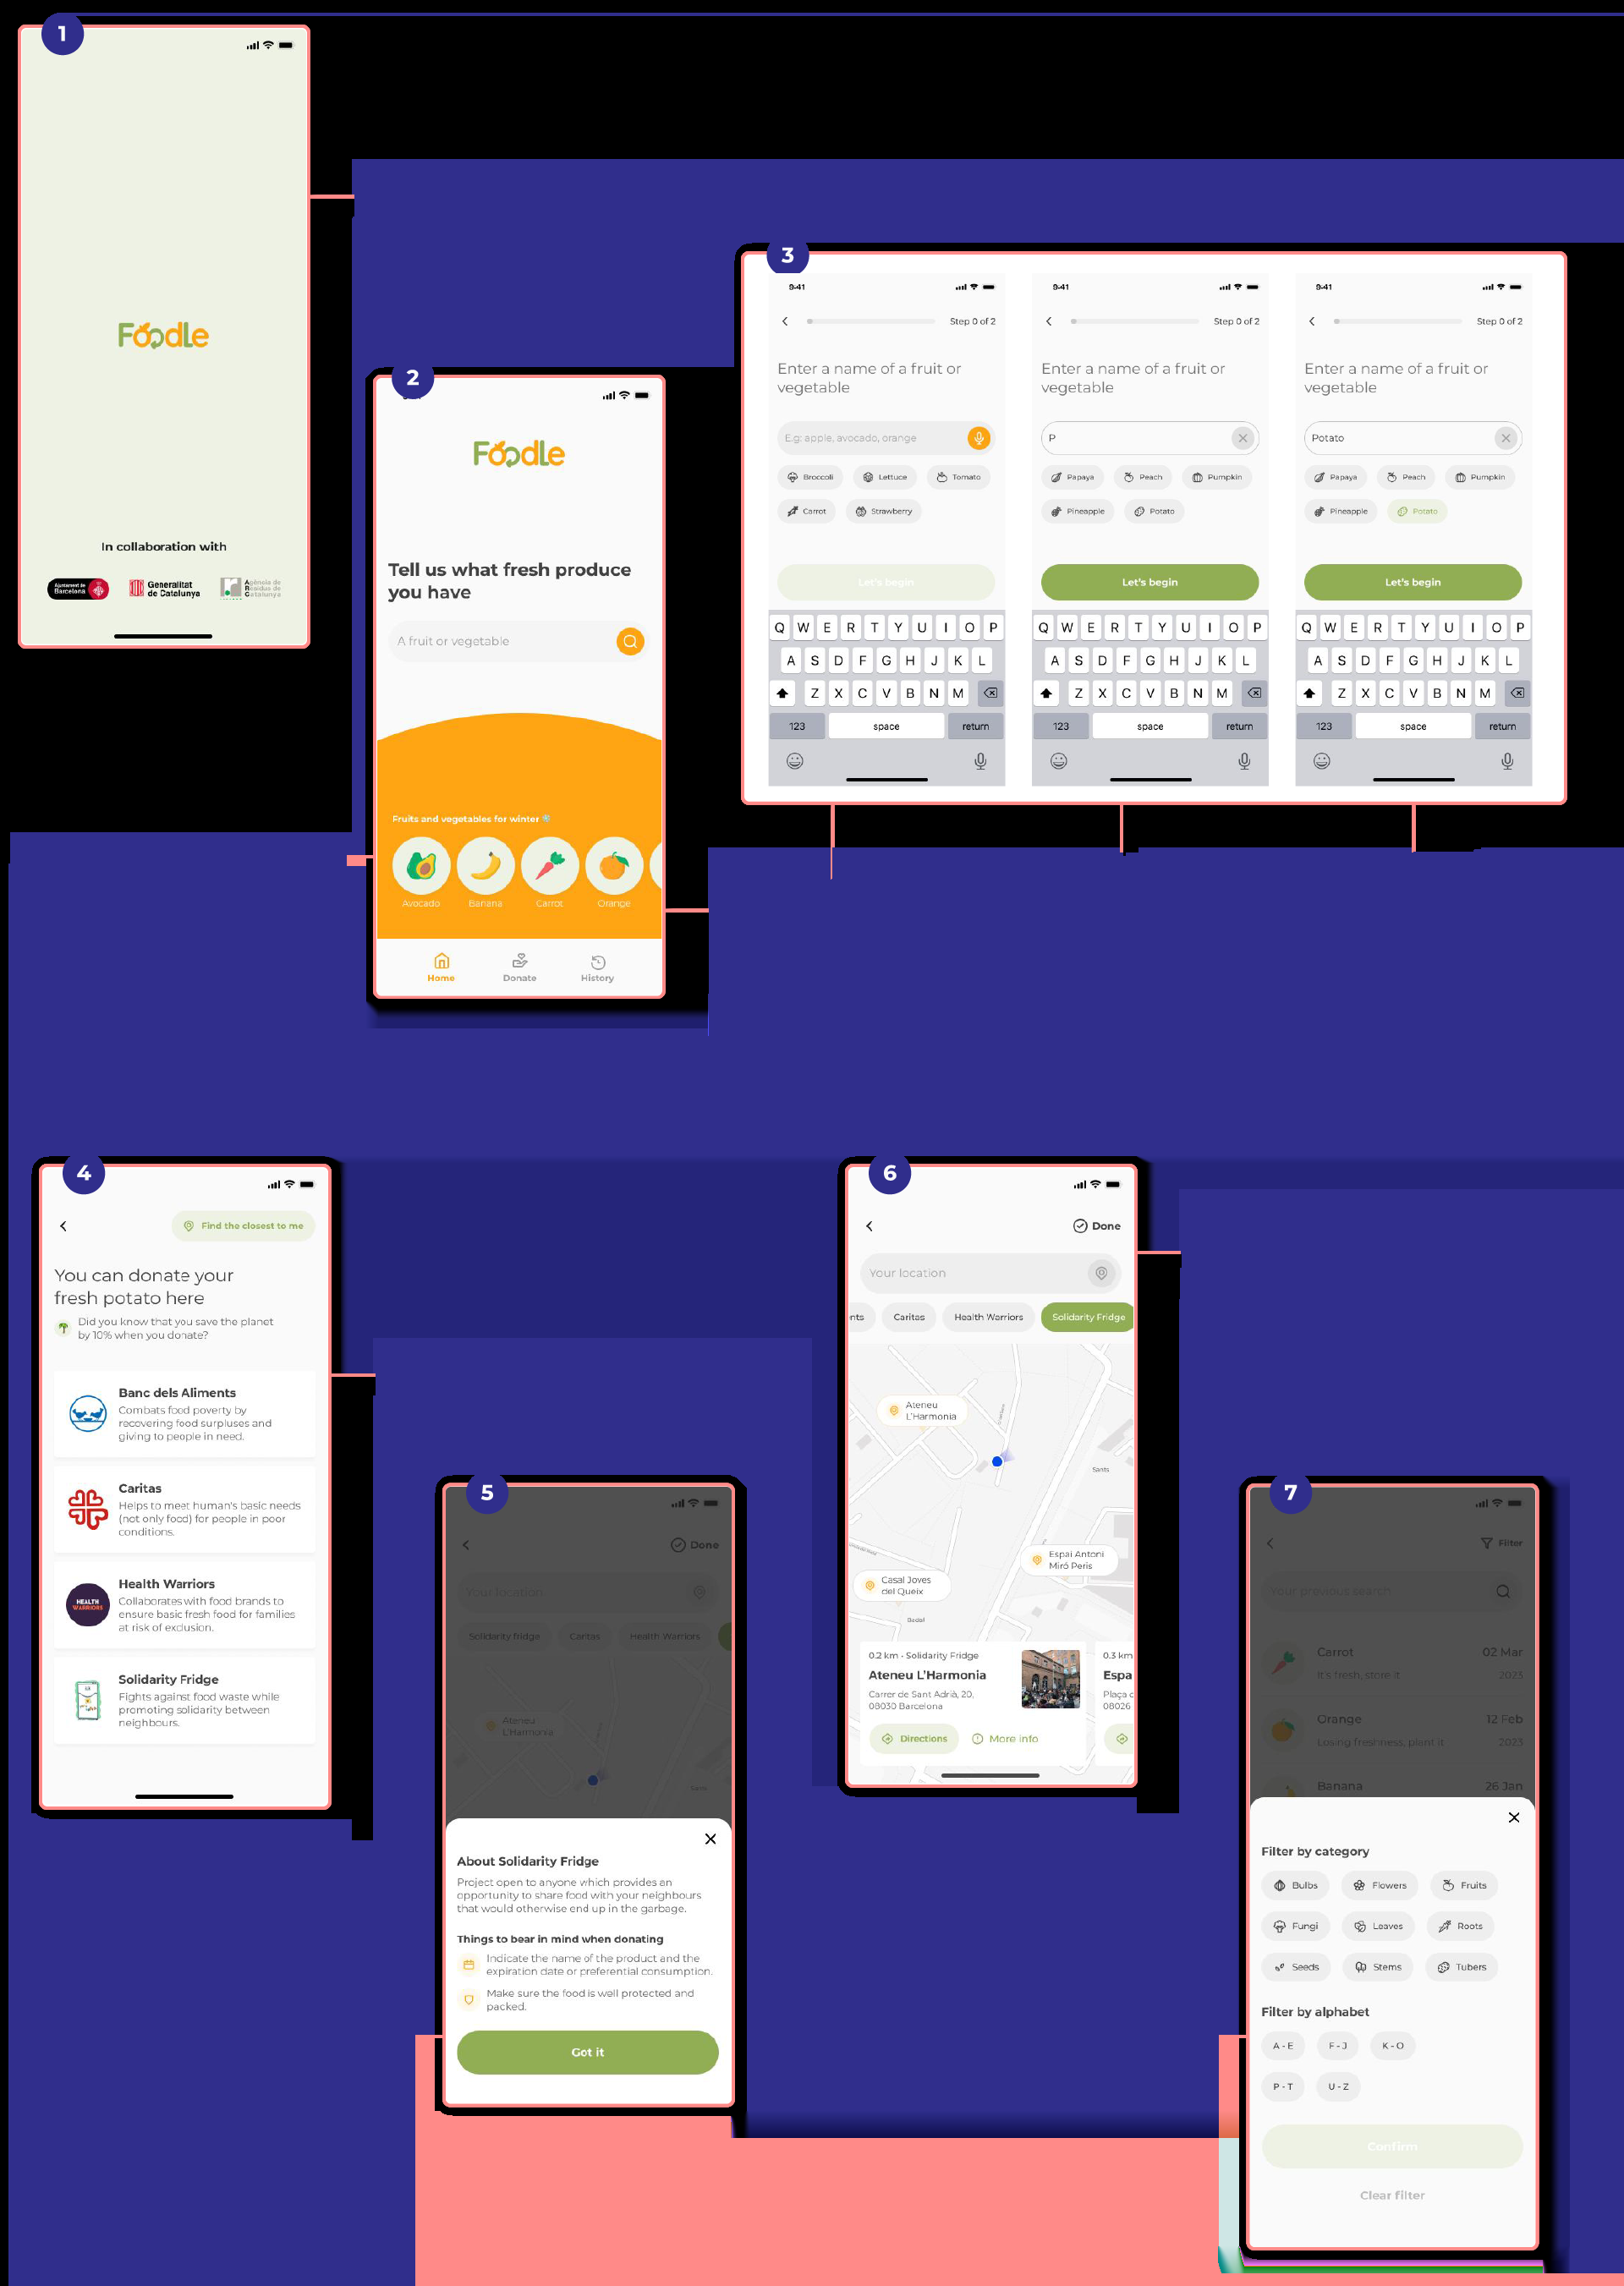 1
Foodle
In collaboration with
Ajuntament de
Barcelona
Generalitat
de Catalunya
Agència de
Residus de
Catalunya
2
Foodle
Tell us what fresh produce
you have
A fruit or vegetable
Fruits and vegetables for winter
Avocado Banana Carrot Orange
Home Donate History
3
9:41
Step 0 of 2
Enter a name of a fruit or
vegetable
E.g: apple, avocado, orange
Broccoli Lettuce Tomato
Carrot Strawberry
Let's begin
Q W E R T Y U I O P
A S D F G H J K L
Z X C V B N M
123 space return
9:41
Step 0 of 2
Enter a name of a fruit or
vegetable
P
Papaya Peach Pumpkin
Pineapple Potato
Let's begin
Q W E R T Y U I O P
A S D F G H J K L
Z X C V B N M
123 space return
9:41
Step 0 of 2
Enter a name of a fruit or
vegetable
Potato
Papaya Peach Pumpkin
Pineapple Potato
Let's begin
Q W E R T Y U I O P
A S D F G H J K L
Z X C V B N M
123 space return
4
Find the closest to me
You can donate your
fresh potato here
Did you know that you save the planet
by 10% when you donate?
Banc dels Aliments
Combats food poverty by
recovering food surpluses and
giving to people in need.
Caritas
Helps to meet human's basic needs
(not only food) for people in poor
conditions.
HEALTH
WARRIORS
Health Warriors
Collaborates with food brands to
ensure basic fresh food for families
at risk of exclusion.
Solidarity Fridge
Fights against food waste while
promoting solidarity between
neighbours.
5
Done
Your location
Solidarity fridge Caritas Health Warriors
Ateneu
L'Harmonia
Sants
About Solidarity Fridge
Project open to anyone which provides an
opportunity to share food with your neighbours
that would otherwise end up in the garbage.
Things to bear in mind when donating
Indicate the name of the product and the
expiration date or preferential consumption.
Make sure the food is well protected and
packed.
Got it
6
Done
Your location
nts Caritas Health Warriors Solidarity Fridge
Ateneu
L'Harmonia
Sants
Espai Antoni
Miró Peris
Casal Joves
del Queix
Badal
0.2 km - Solidarity Fridge
Ateneu L'Harmonia
Carrer de Sant Adrià, 20,
08030 Barcelona
Directions More info
0.3 km
Espa
Plaça
08026
7
Filter
Your previous search
Carrot 02 Mar
It's fresh, store it 2023
Orange 12 Feb
Losing freshness, plant it 2023
Banana 26 Jan
Filter by category
Bulbs Flowers Fruits
Fungi Leaves Roots
Seeds Stems Tubers
Filter by alphabet
A - E F - J K - O
P - T U - Z
Confirm
Clear filter